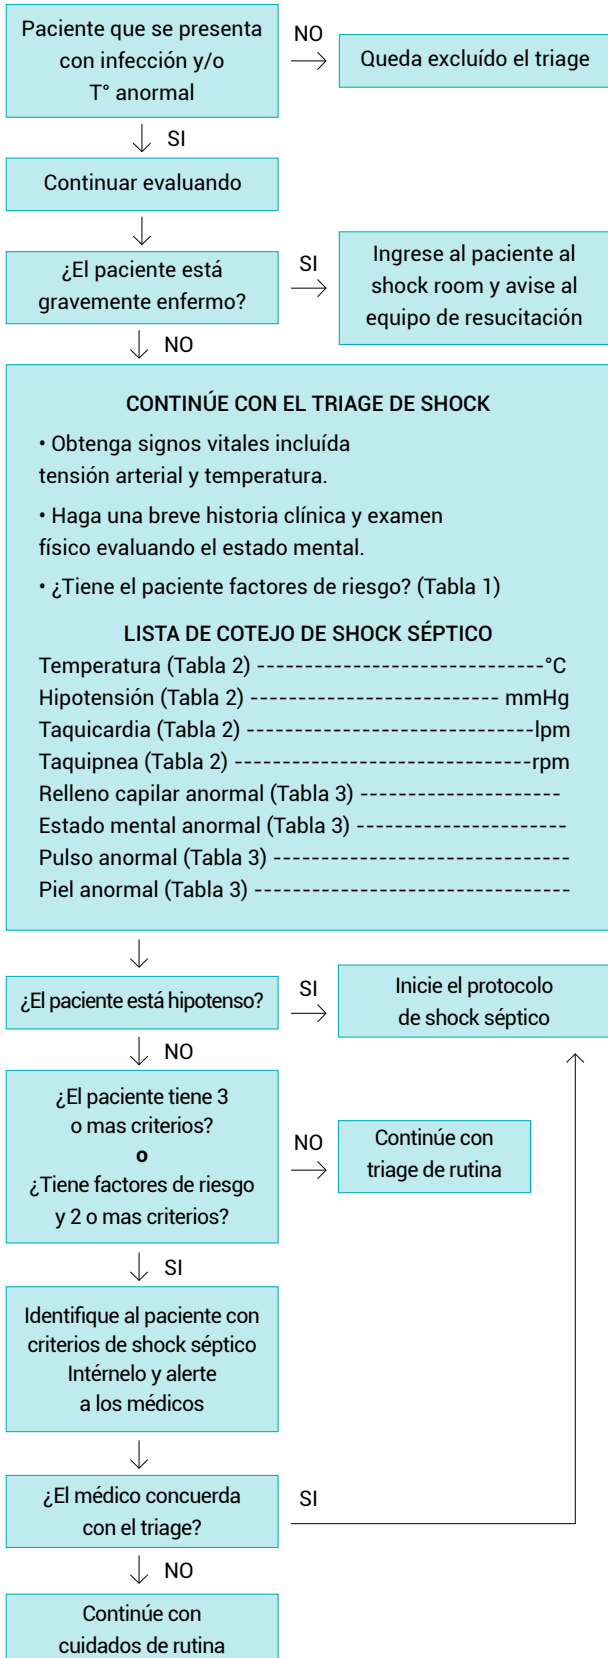 Paciente que se presenta
con infección y/o
T° anormal
NO
Queda excluído el triage
SI
Continuar evaluando
¿El paciente está
gravemente enfermo?
SI
Ingrese al paciente al
shock room y avise al
equipo de resucitación
NO
CONTINÚE CON EL TRIAGE DE SHOCK
• Obtenga signos vitales incluída
tensión arterial y temperatura.
• Haga una breve historia clínica y examen
físico evaluando el estado mental.
• ¿Tiene el paciente factores de riesgo? (Tabla 1)
LISTA DE COTEJO DE SHOCK SÉPTICO
Temperatura (Tabla 2) --------------------------------°C
Hipotensión (Tabla 2) ---------------------------- mmHg
Taquicardia (Tabla 2) --------------------------------lpm
Taquipnea (Tabla 2) --------------------------------rpm
Relleno capilar anormal (Tabla 3) -----------------------
Estado mental anormal (Tabla 3) ------------------------
Pulso anormal (Tabla 3) ----------------------------------
Piel anormal (Tabla 3) ------------------------------------
¿El paciente está hipotenso?
SI
Inicie el protocolo
de shock séptico
NO
¿El paciente tiene 3
o mas criterios?
o
¿Tiene factores de riesgo
y 2 o mas criterios?
NO
Continúe con
triage de rutina
SI
Identifique al paciente con
criterios de shock séptico
Intérnelo y alerte
a los médicos
¿El médico concuerda
con el triage?
SI
NO
Continúe con
cuidados de rutina